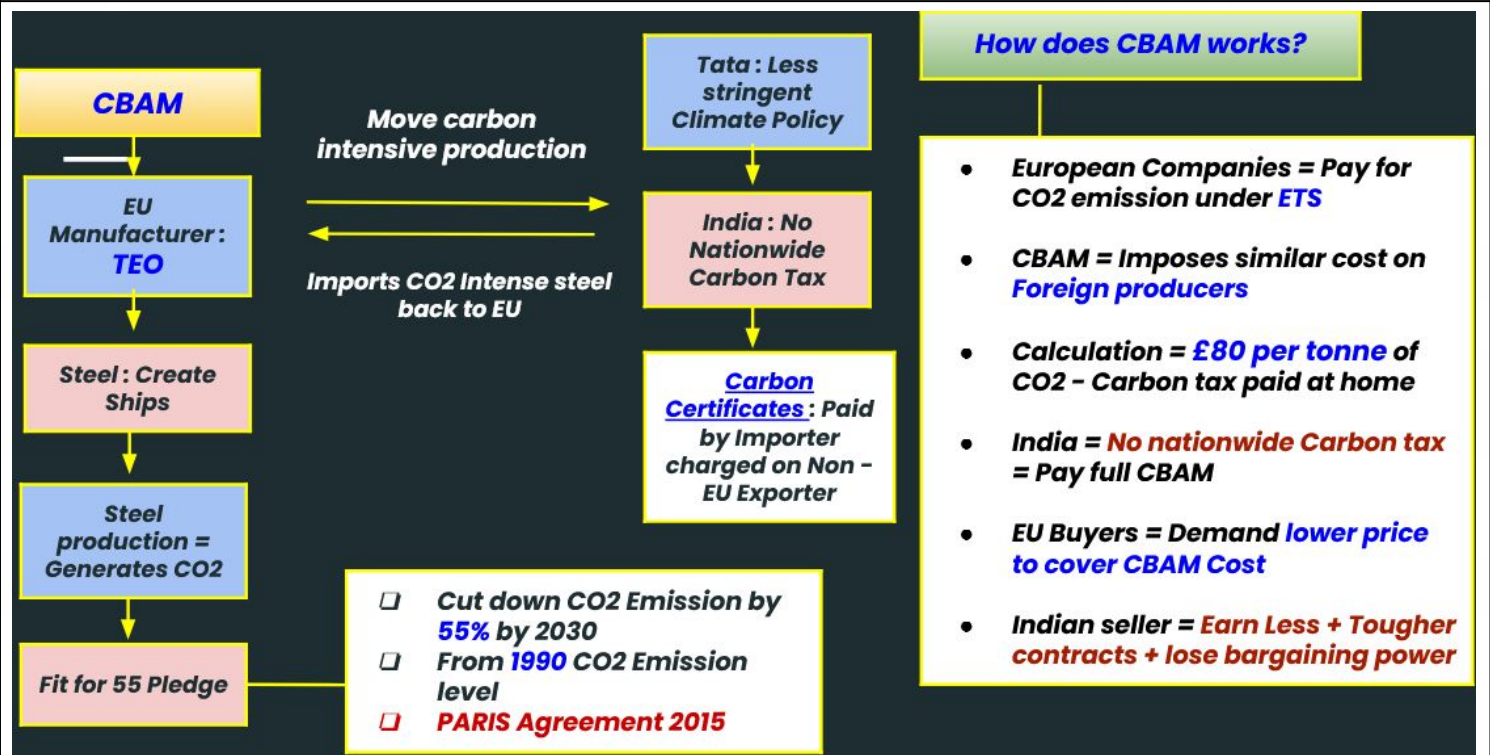 CBAM
EU
Manufacturer :
TEO
Steel : Create
Ships
Steel
production =
Generates CO2
Fit for 55 Pledge
❑ Cut down CO2 Emission by
55% by 2030
❑ From 1990 CO2 Emission
level
❑ PARIS Agreement 2015
Move carbon
intensive production
Imports CO2 Intense steel
back to EU
Tata : Less
stringent
Climate Policy
India : No
Nationwide
Carbon Tax
Carbon
Certificates : Paid
by Importer
charged on Non -
EU Exporter
How does CBAM works?
● European Companies = Pay for
CO2 emission under ETS
● CBAM = Imposes similar cost on
Foreign producers
● Calculation = £80 per tonne of
CO2 - Carbon tax paid at home
● India = No nationwide Carbon tax
= Pay full CBAM
● EU Buyers = Demand lower price
to cover CBAM Cost
● Indian seller = Earn Less + Tougher
contracts + lose bargaining power